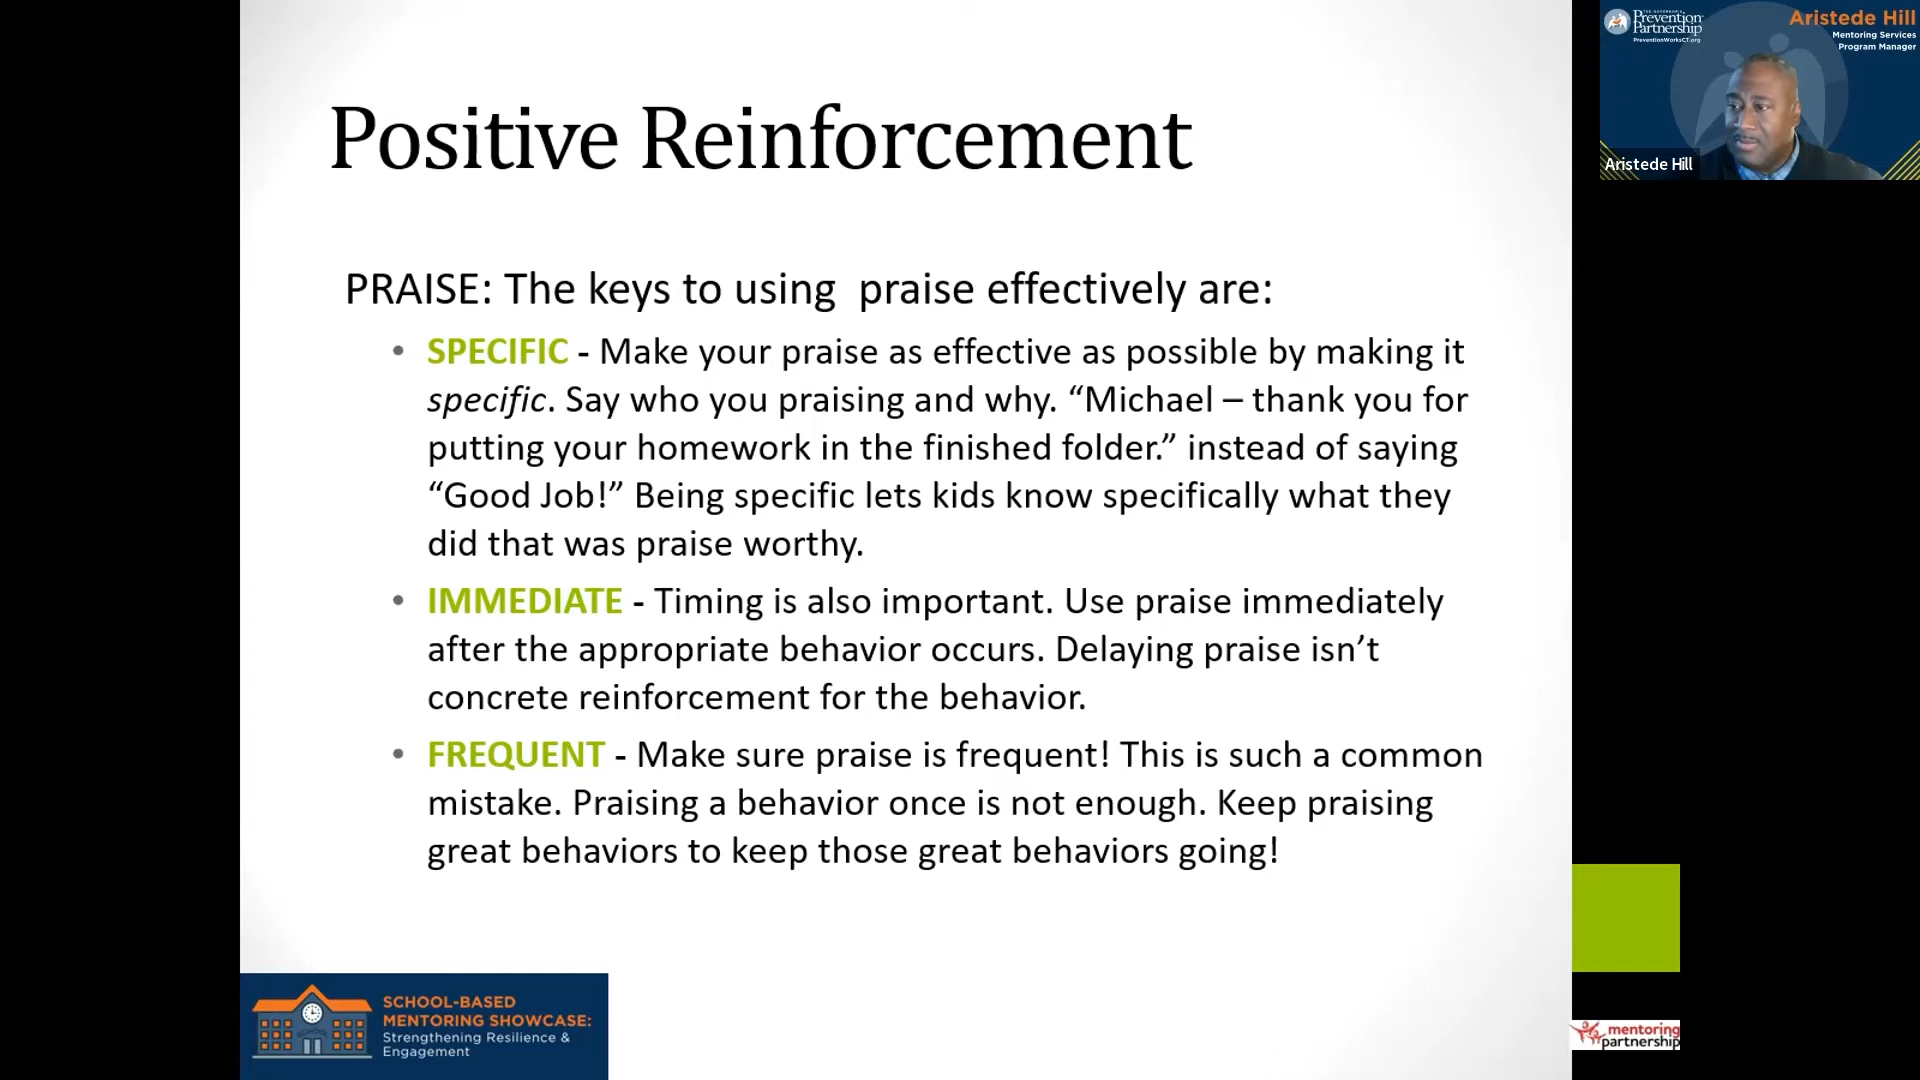 Positive Reinforcement
PRAISE: The keys to using  praise effectively are:
• SPECIFIC - Make your praise as effective as possible by making it
specific. Say who you praising and why. “Michael – thank you for
putting your homework in the finished folder.” instead of saying
“Good Job!” Being specific lets kids know specifically what they
did that was praise worthy.
• IMMEDIATE - Timing is also important. Use praise immediately
after the appropriate behavior occurs. Delaying praise isn’t
concrete reinforcement for the behavior.
• FREQUENT - Make sure praise is frequent! This is such a common
mistake. Praising a behavior once is not enough. Keep praising
great behaviors to keep those great behaviors going!
SCHOOL-BASED
MENTORING SHOWCASE:
Strengthening Resilience &
Engagement
SCHOOL
mentoring
partnership
THE GOVERNOR'S
Prevention
Partnership
PreventionWorksCT.org
Aristede Hill
Mentoring Services
Program Manager
Aristede Hill